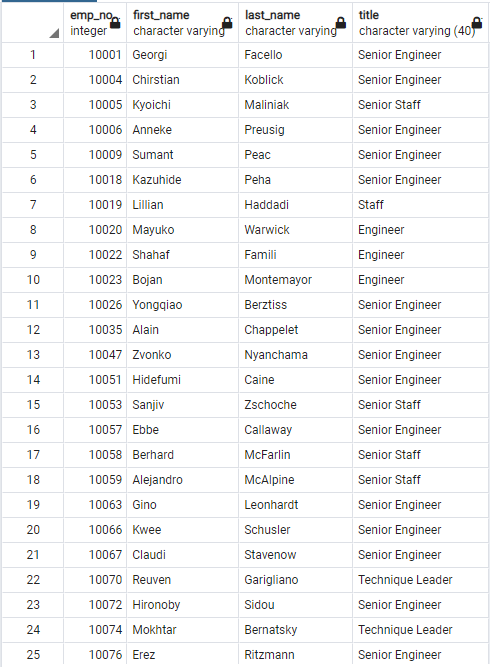 emp_no first_name last_name title
integer character varying character varying character varying (40)
1 10001 Georgi Facello Senior Engineer
2 10004 Chirstian Koblick Senior Engineer
3 10005 Kyoichi Maliniak Senior Staff
4 10006 Anneke Preusig Senior Engineer
5 10009 Sumant Peac Senior Engineer
6 10018 Kazuhide Peha Senior Engineer
7 10019 Lillian Haddadi Staff
8 10020 Mayuko Warwick Engineer
9 10022 Shahaf Famili Engineer
10 10023 Bojan Montemayor Engineer
11 10026 Yongqiao Berztiss Senior Engineer
12 10035 Alain Chappelet Senior Engineer
13 10047 Zvonko Nyanchama Senior Engineer
14 10051 Hidefumi Caine Senior Engineer
15 10053 Sanjiv Zschoche Senior Staff
16 10057 Ebbe Callaway Senior Engineer
17 10058 Berhard McFarlin Senior Staff
18 10059 Alejandro McAlpine Senior Staff
19 10063 Gino Leonhardt Senior Engineer
20 10066 Kwee Schusler Senior Engineer
21 10067 Claudi Stavenow Senior Engineer
22 10070 Reuven Garigliano Technique Leader
23 10072 Hironoby Sidou Senior Engineer
24 10074 Mokhtar Bernatsky Technique Leader
25 10076 Erez Ritzmann Senior Engineer